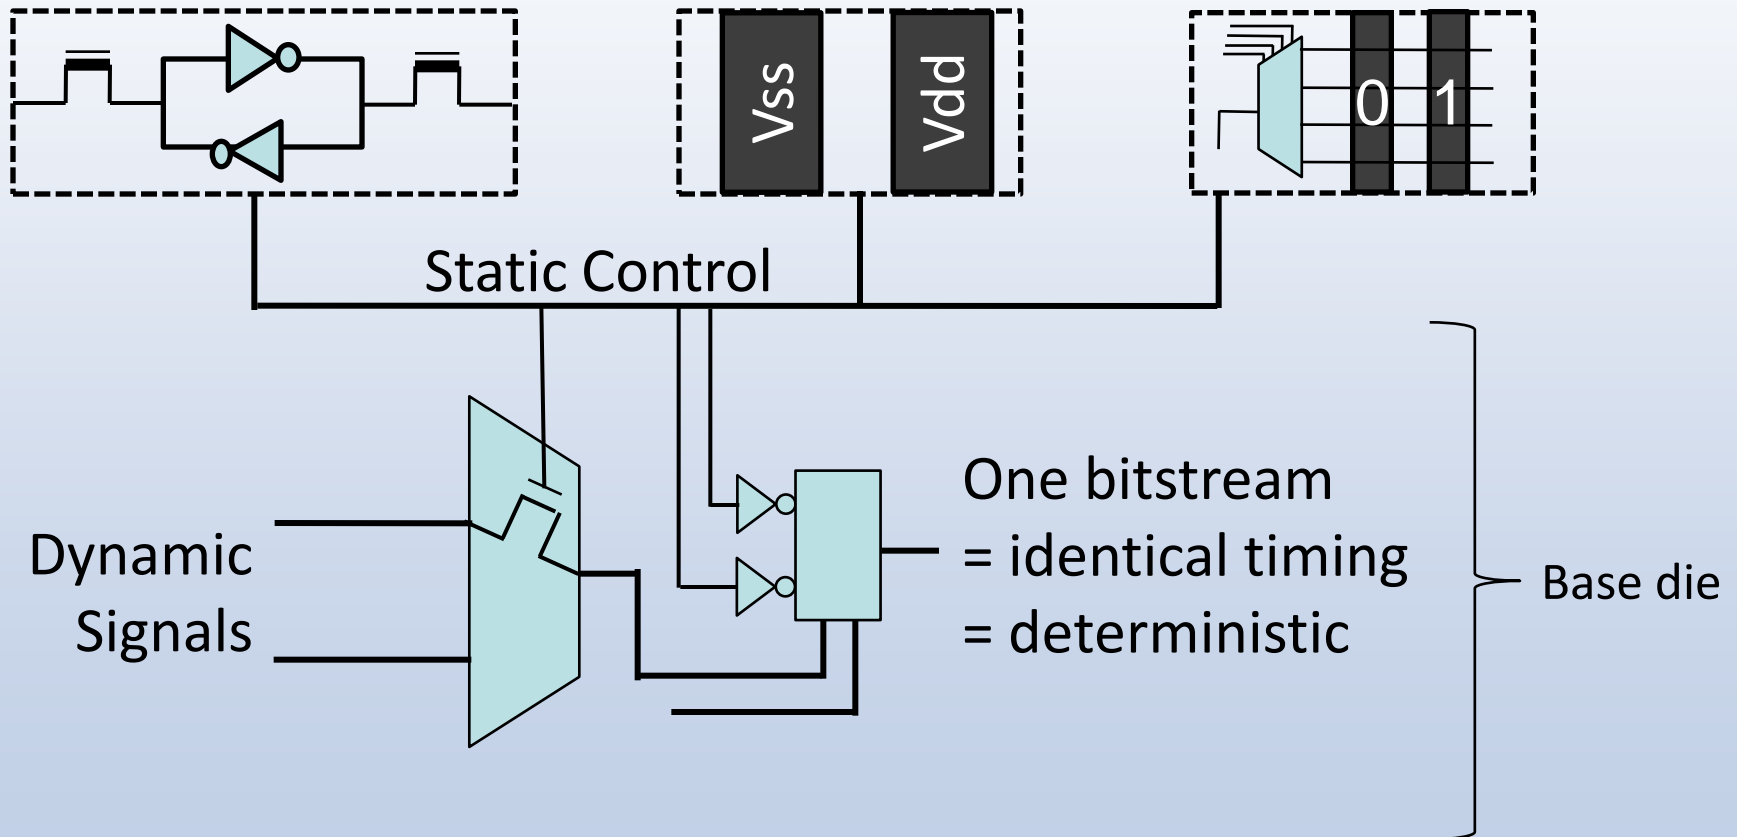 Vss
Vdd
0
1
Static Control
Dynamic
Signals
One bitstream
= identical timing
= deterministic
Base die